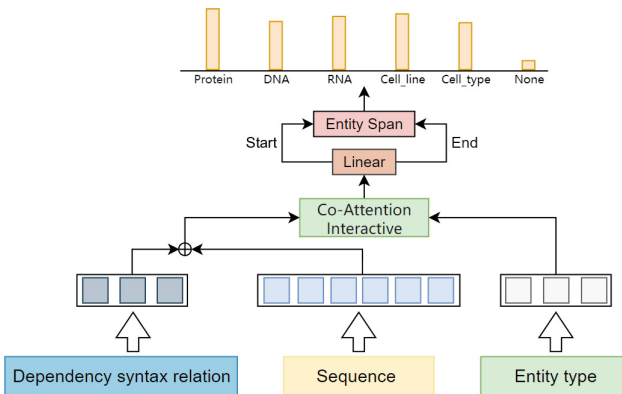 Protein DNA RNA Cell_line Cell_type None
Entity Span
Start End
Linear
Co-Attention
Interactive
Dependency syntax relation Sequence Entity type